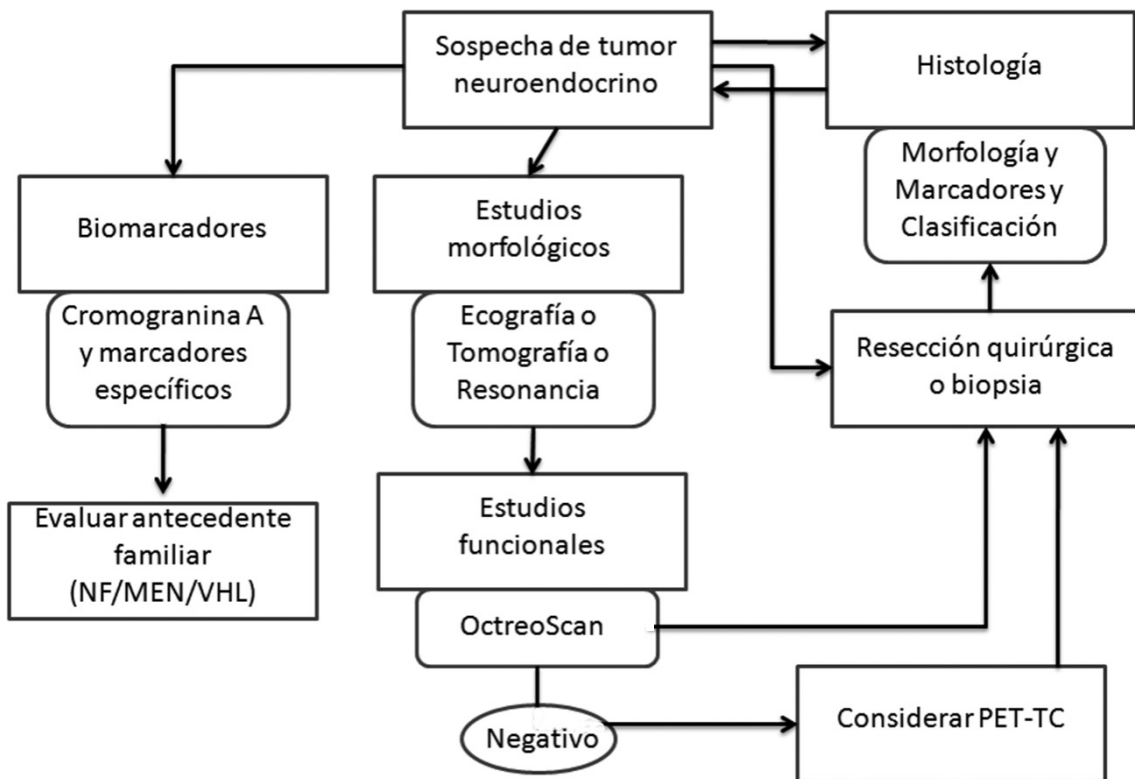 Sospecha de tumor
neuroendocrino
Histología
Morfología y
Marcadores y
Clasificación
Biomarcadores
Estudios
morfológicos
Cromogranina A
y marcadores
específicos
Ecografía o
Tomografía o
Resonancia
Resección quirúrgica
o biopsia
Evaluar antecedente
familiar
(NF/MEN/VHL)
Estudios
funcionales
OctreoScan
Negativo
Considerar PET-TC